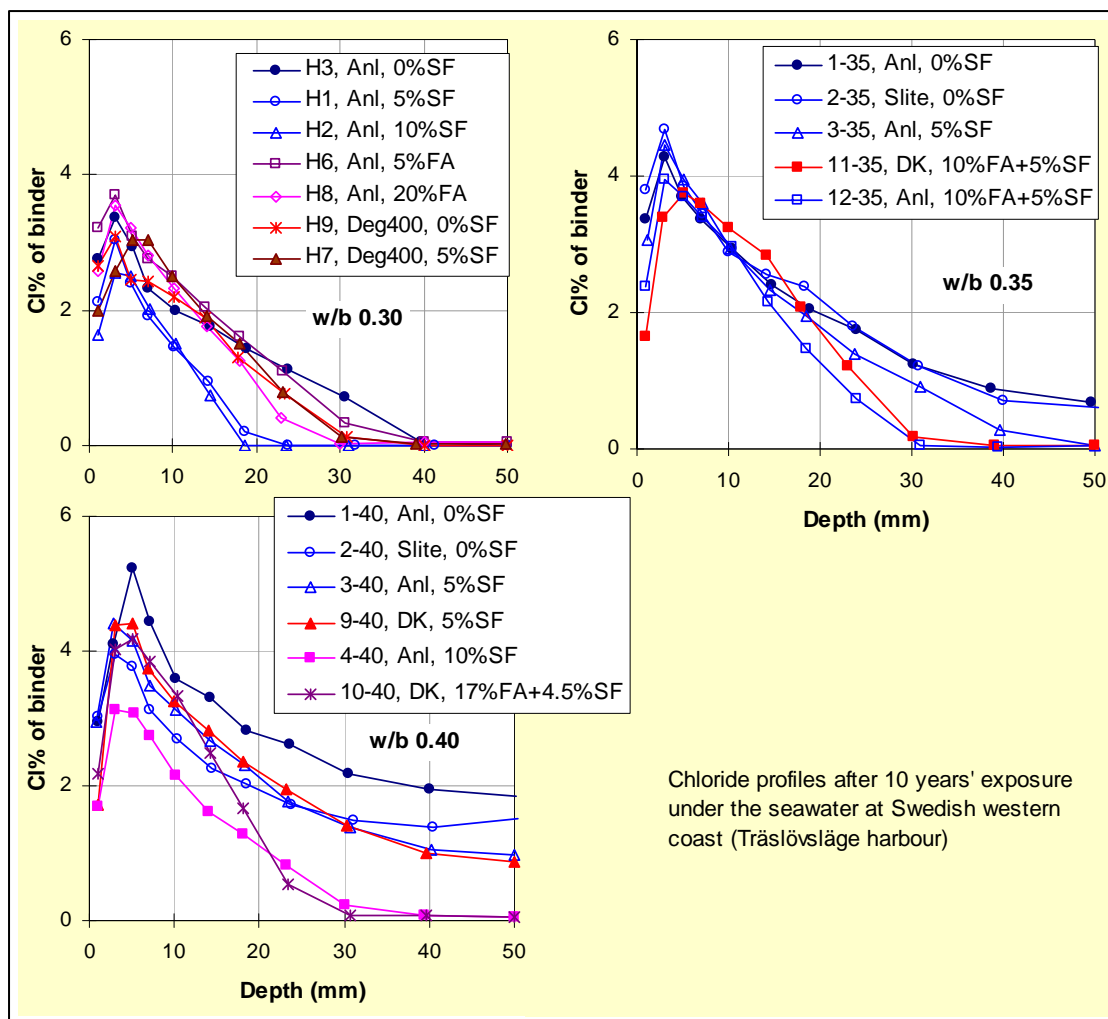 6
4
2
0
Cl% of binder
H3, Anl, 0%SF
H1, Anl, 5%SF
H2, Anl, 10%SF
H6, Anl, 5%FA
H8, Anl, 20%FA
H9, Deg400, 0%SF
H7, Deg400, 5%SF
w/b 0.30
0 10 20 30 40 50
6
4
2
0
Cl% of binder
1-35, Anl, 0%SF
2-35, Slite, 0%SF
3-35, Anl, 5%SF
11-35, DK, 10%FA+5%SF
12-35, Anl, 10%FA+5%SF
w/b 0.35
0 10 20 30 40 50
Depth (mm)
6
4
2
0
Cl% of binder
1-40, Anl, 0%SF
2-40, Slite, 0%SF
3-40, Anl, 5%SF
9-40, DK, 5%SF
4-40, Anl, 10%SF
10-40, DK, 17%FA+4.5%SF
w/b 0.40
0 10 20 30 40 50
Depth (mm)
Chloride profiles after 10 years' exposure
under the seawater at Swedish western
coast (Träslövsläge harbour)